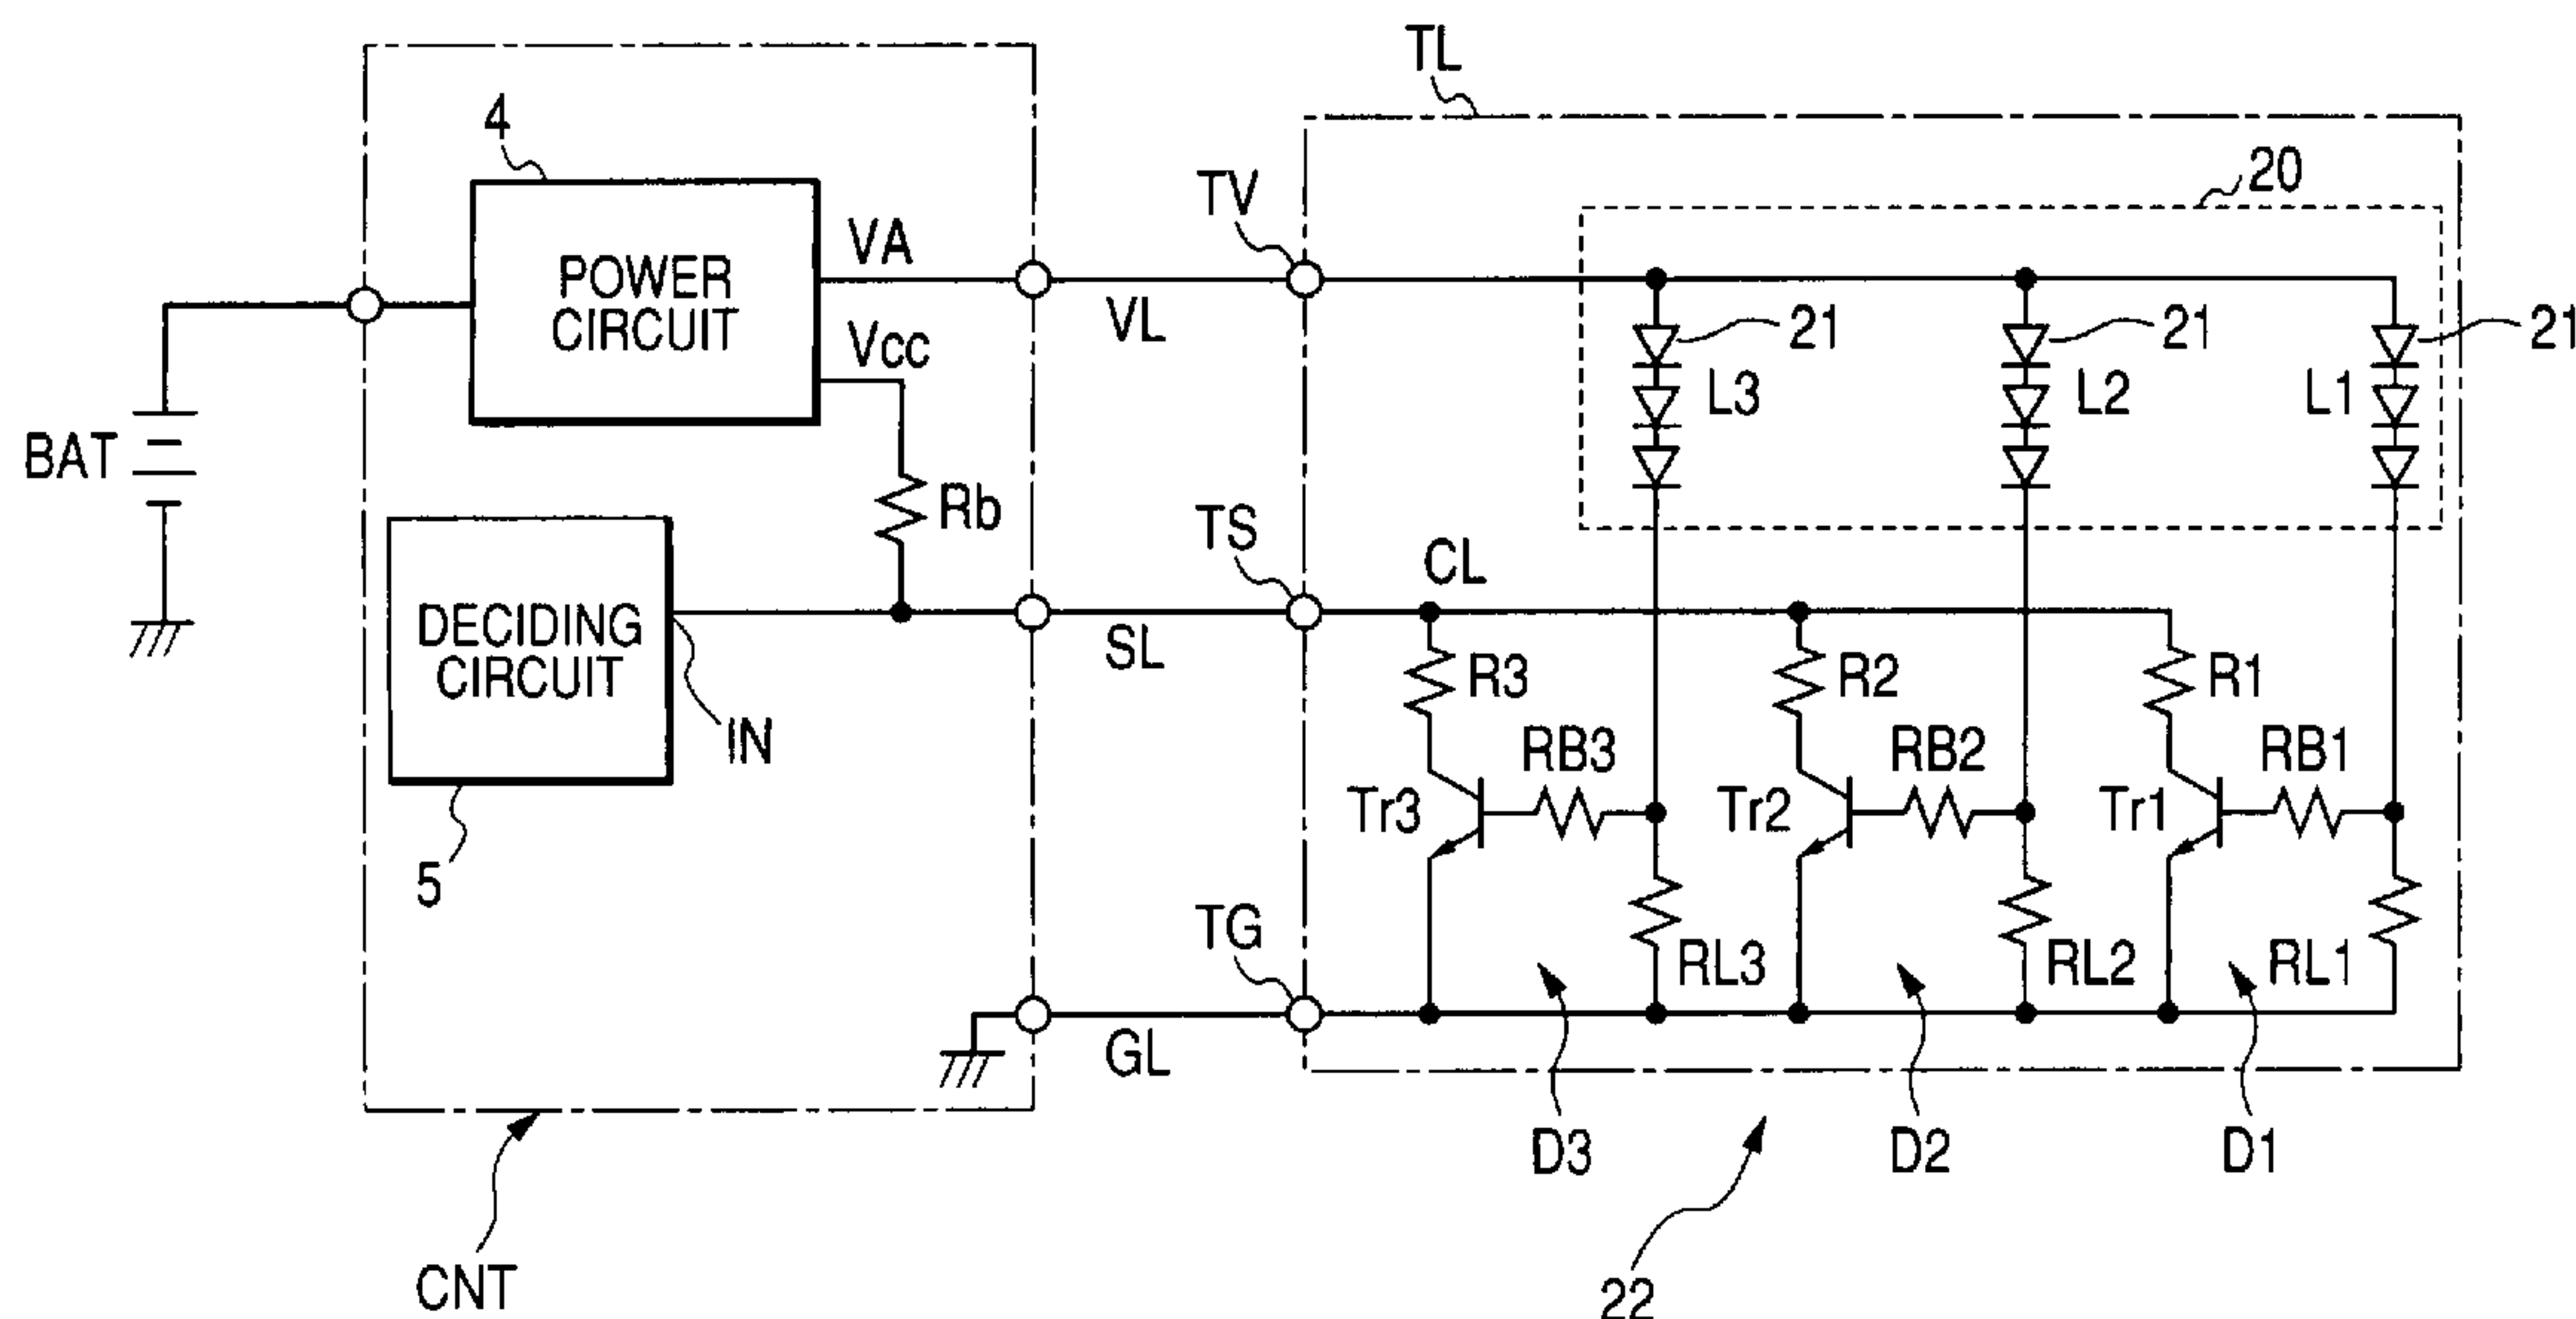 TL
4
20
TV
VA
POWER
CIRCUIT
VL
Vcc
21
21
21
L3
L2
L1
BAT
Rb
TS
CL
DECIDING
CIRCUIT
SL
R3
R2
R1
IN
RB3
RB2
RB1
Tr3
Tr2
Tr1
5
TG
RL3
RL2
RL1
GL
D3
D2
D1
CNT
22